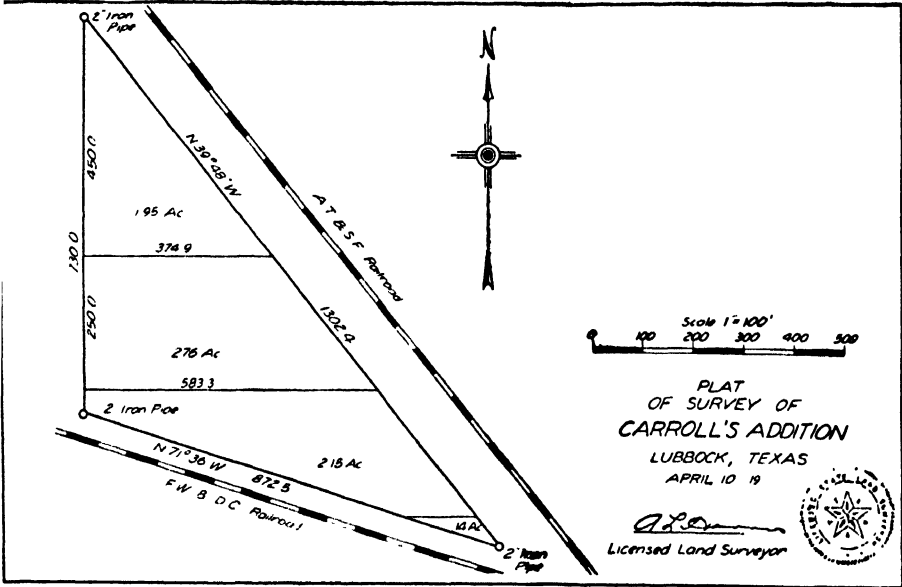 2" Iron
Pipe
N
N 39° 48' W
450 0
1 95 Ac
A T & S F Railroad
374 9
730 0
250 0
1302 4
Scale 1" = 100'
0 100 200 300 400 500
2 76 Ac
583 3
PLAT
OF SURVEY OF
CARROLL'S ADDITION
LUBBOCK, TEXAS
APRIL 10 19
2 Iron Pipe
N 71° 36 W
872 5
2 15 Ac
F W & D C Railroad
14 Ac
2" Iron
Pipe
Licensed Land Surveyor